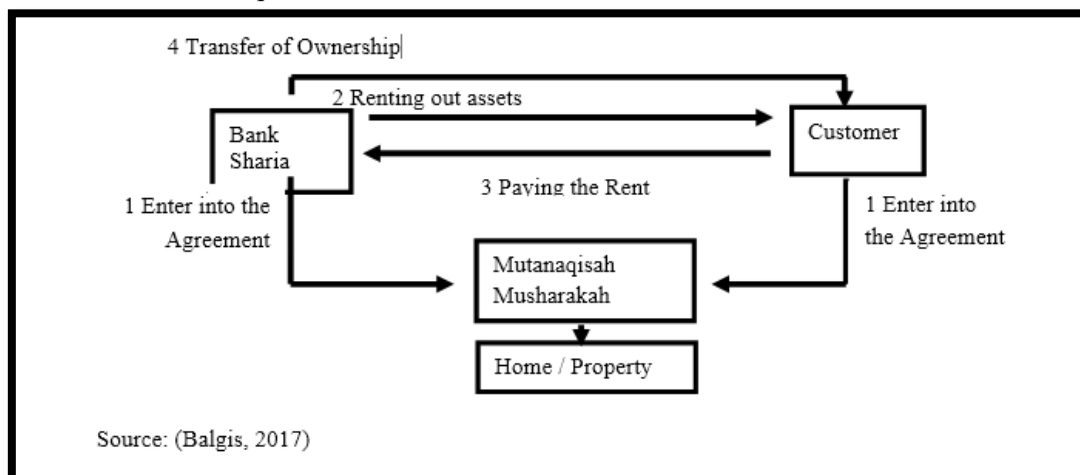 4 Transfer of Ownership
2 Renting out assets
Bank
Sharia
Customer
3 Paying the Rent
1 Enter into the
Agreement
1 Enter into
the Agreement
Mutanaqisah
Musharakah
Home / Property
Source: (Balgis, 2017)